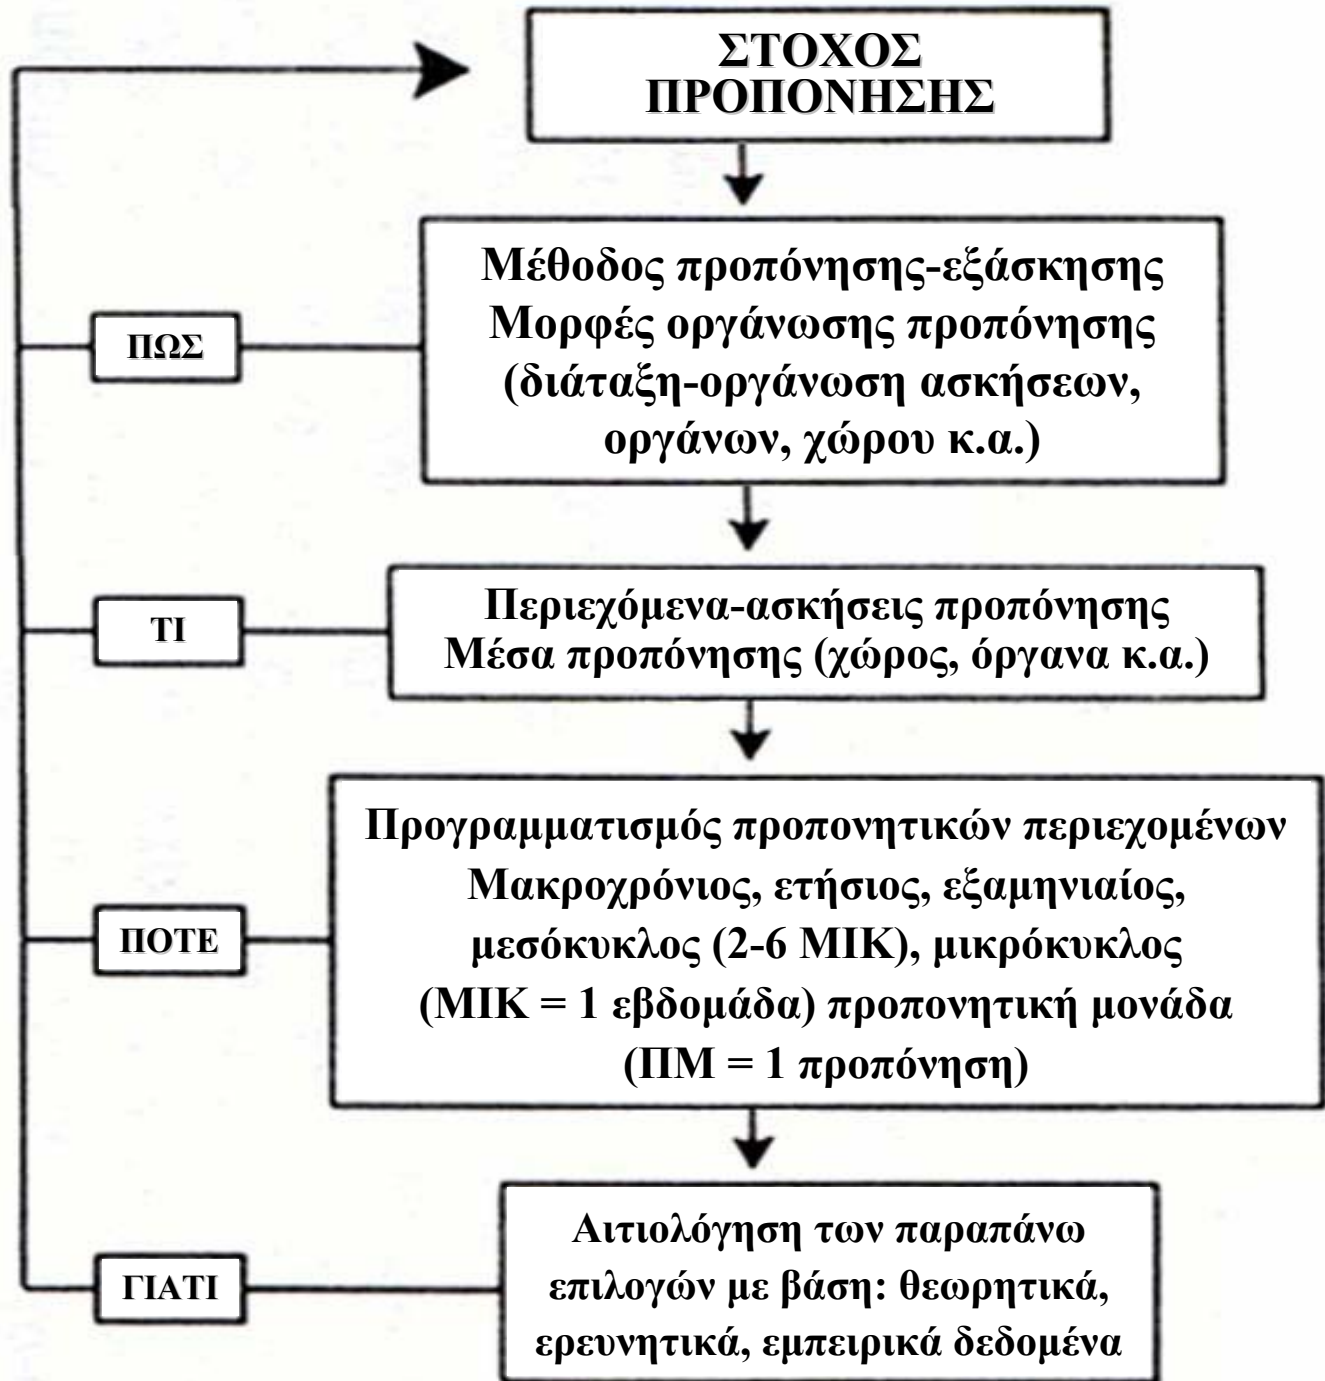 ΣΤΟΧΟΣ
ΠΡΟΠΟΝΗΣΗΣ
ΠΩΣ
Μέθοδος προπόνησης-εξάσκησης
Μορφές οργάνωσης προπόνησης
(διάταξη-οργάνωση ασκήσεων,
οργάνων, χώρου κ.α.)
ΤΙ
Περιεχόμενα-ασκήσεις προπόνησης
Μέσα προπόνησης (χώρος, όργανα κ.α.)
ΠΟΤΕ
Προγραμματισμός προπονητικών περιεχομένων
Μακροχρόνιος, ετήσιος, εξαμηνιαίος,
μεσόκυκλος (2-6 ΜΙΚ), μικρόκυκλος
(ΜΙΚ = 1 εβδομάδα) προπονητική μονάδα
(ΠΜ = 1 προπόνηση)
ΓΙΑΤΙ
Αιτιολόγηση των παραπάνω
επιλογών με βάση: θεωρητικά,
ερευνητικά, εμπειρικά δεδομένα